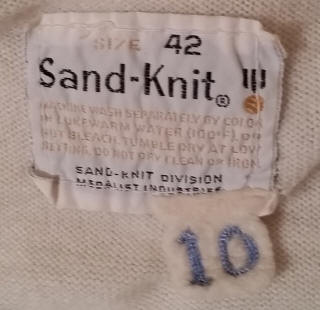 SIZE 42
Sand-Knit®
MACHINE WASH SEPARATELY BY COLOR
IN LUKEWARM WATER (100°F). DO
NOT BLEACH. TUMBLE DRY AT LOW
SETTING. DO NOT DRY CLEAN OR IRON.
SAND-KNIT DIVISION
MEDALIST INDUSTRIES
10